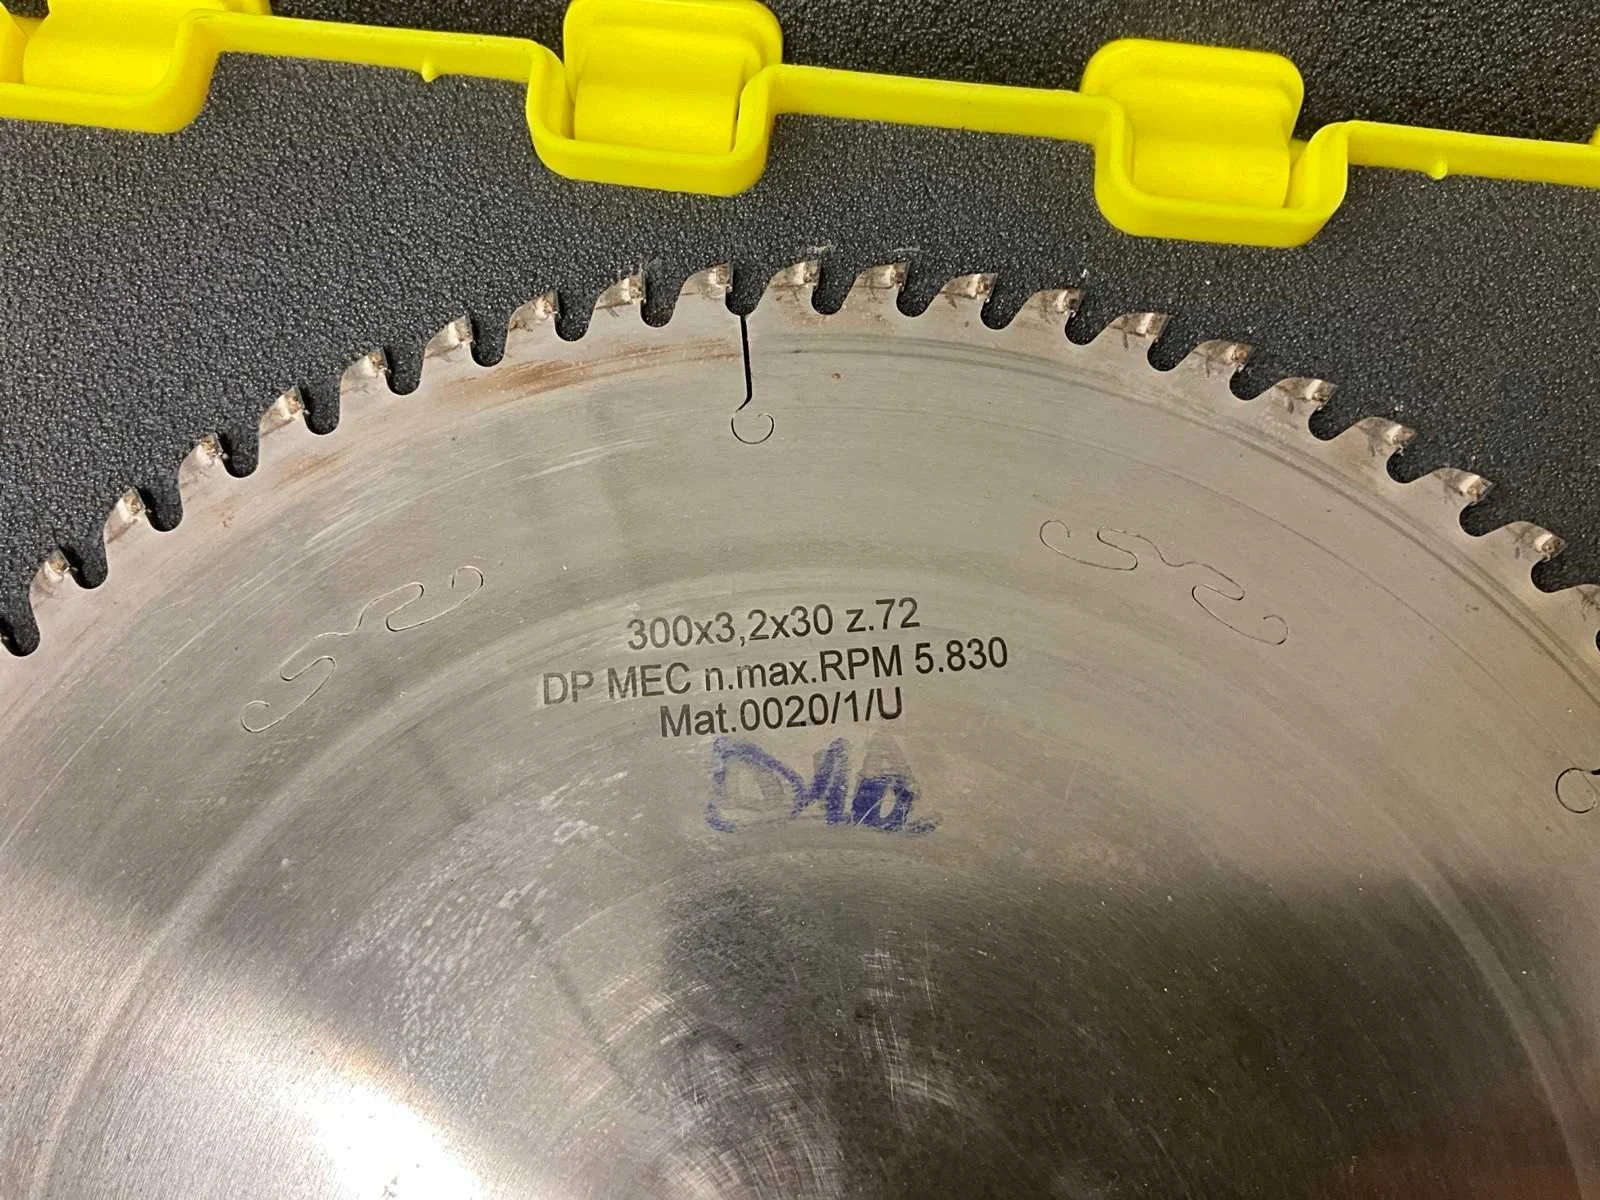 300x3,2x30 z.72
DP MEC n.max.RPM 5.830
Mat.0020/1/U